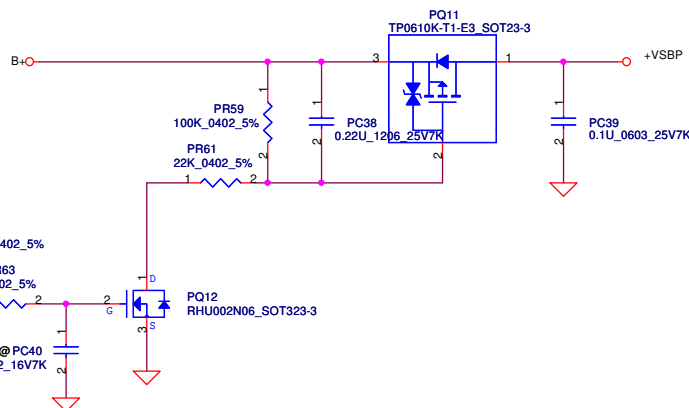 PQ11
TP0610K-T1-E3_SOT23-3
B+
3
1
+VSBP
1
PR59
100K_0402_5%
2
1
PC38
0.22U_1206_25V7K
2
2
1
PC39
0.1U_0603_25V7K
2
PR61
22K_0402_5%
1
2
402_5%
R63
02_5%
2
2
G
1
D
S
3
PQ12
RHU002N06_SOT323-3
1
@PC40
2_16V7K
2